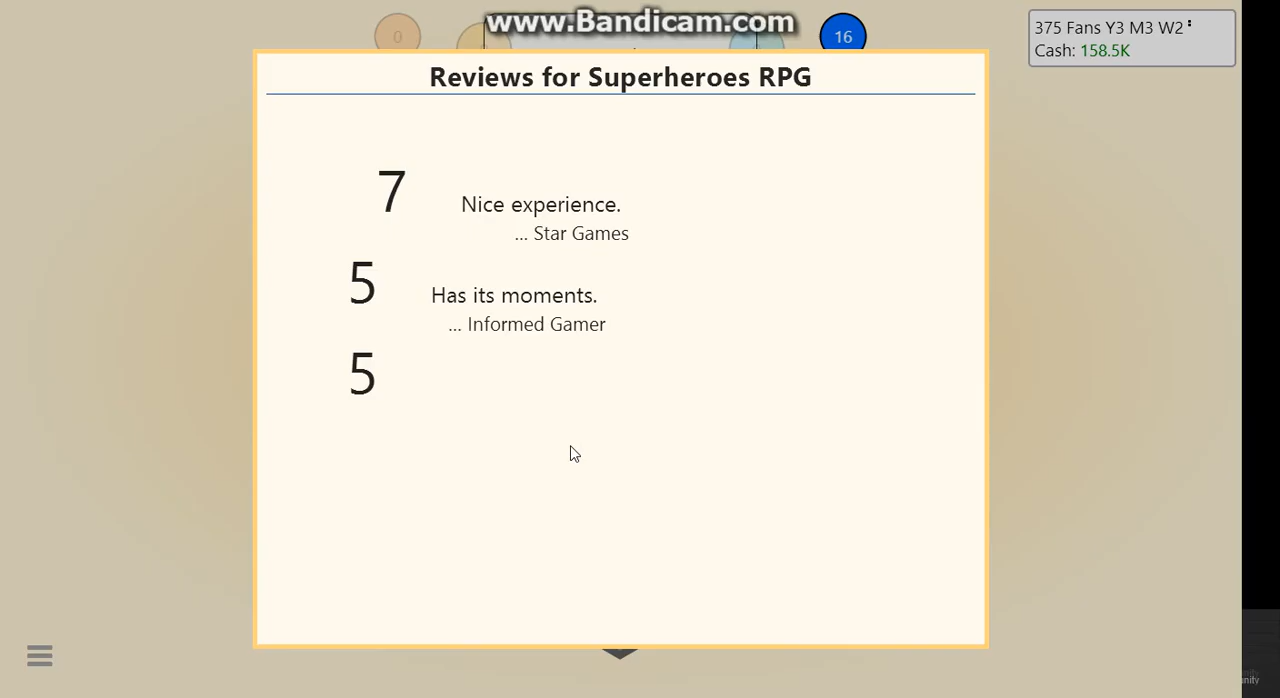 www.Bandicam.com
0
16
375 Fans Y3 M3 W2
Cash: 158.5K
Reviews for Superheroes RPG
7
Nice experience.
... Star Games
5
Has its moments.
... Informed Gamer
5